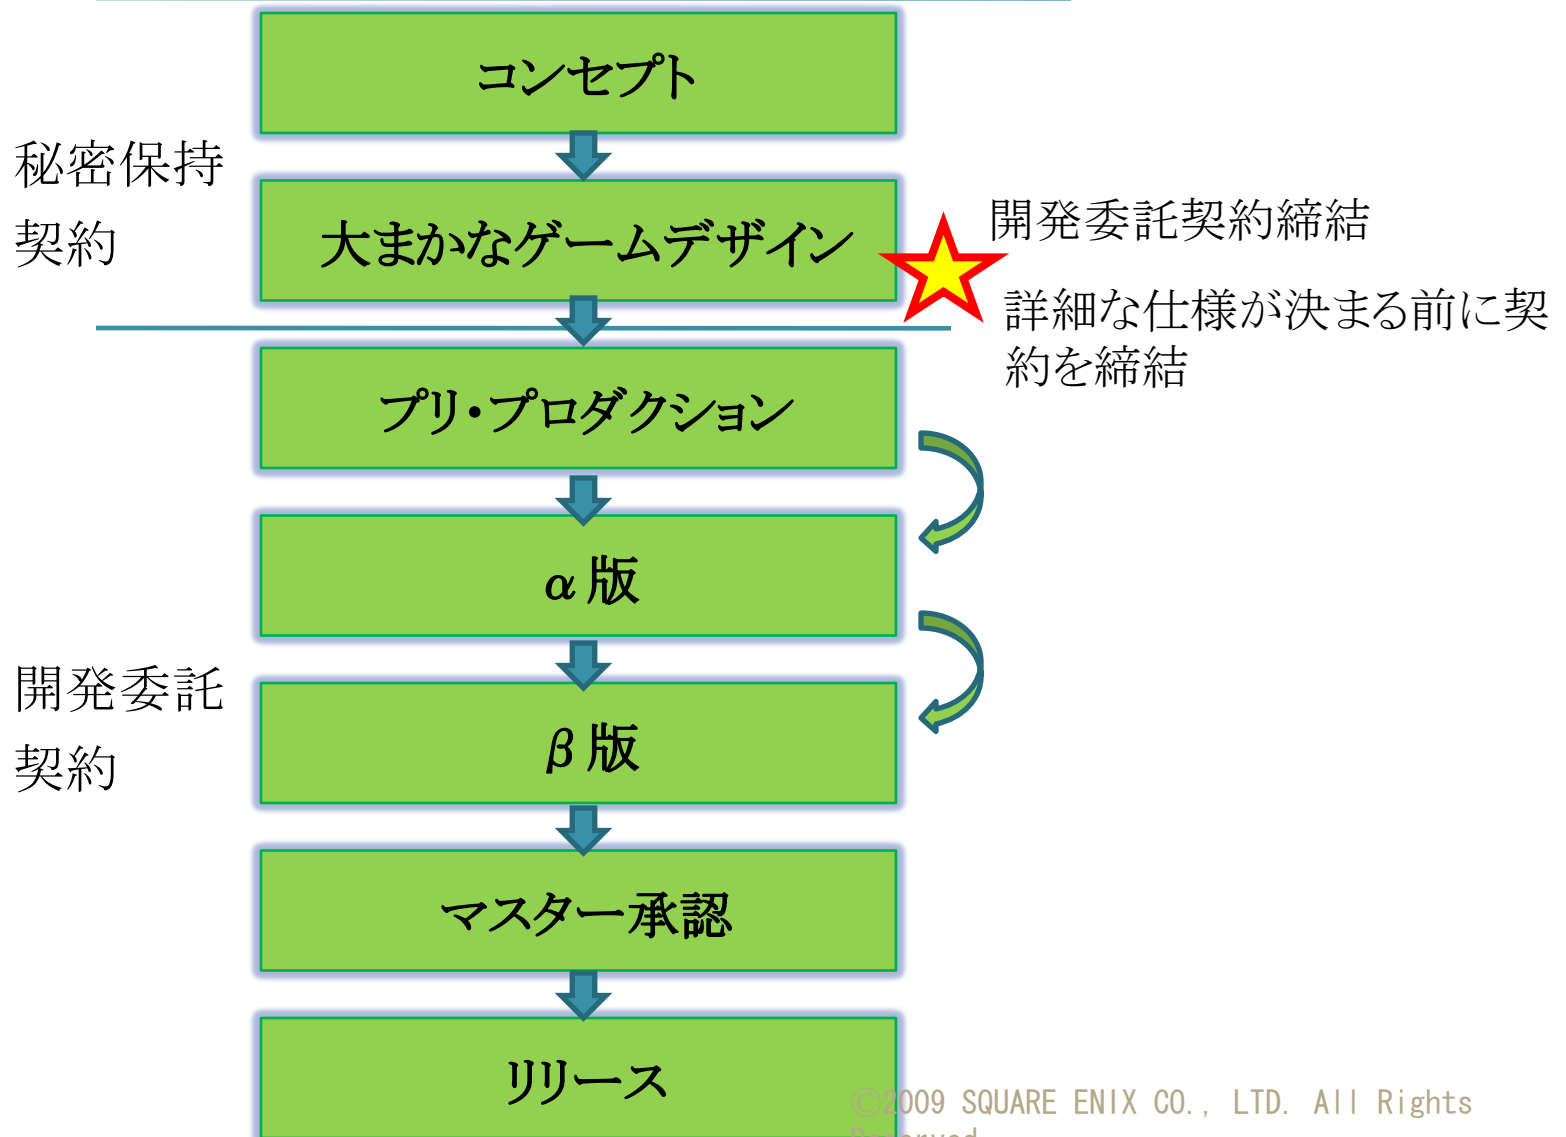 コンセプト
秘密保持
契約
大まかなゲームデザイン
開発委託契約締結
詳細な仕様が決まる前に契
約を締結
プリ・プロダクション
α版
開発委託
契約
β版
マスター承認
リリース
©2009 SQUARE ENIX CO., LTD. All Rights
Reserved